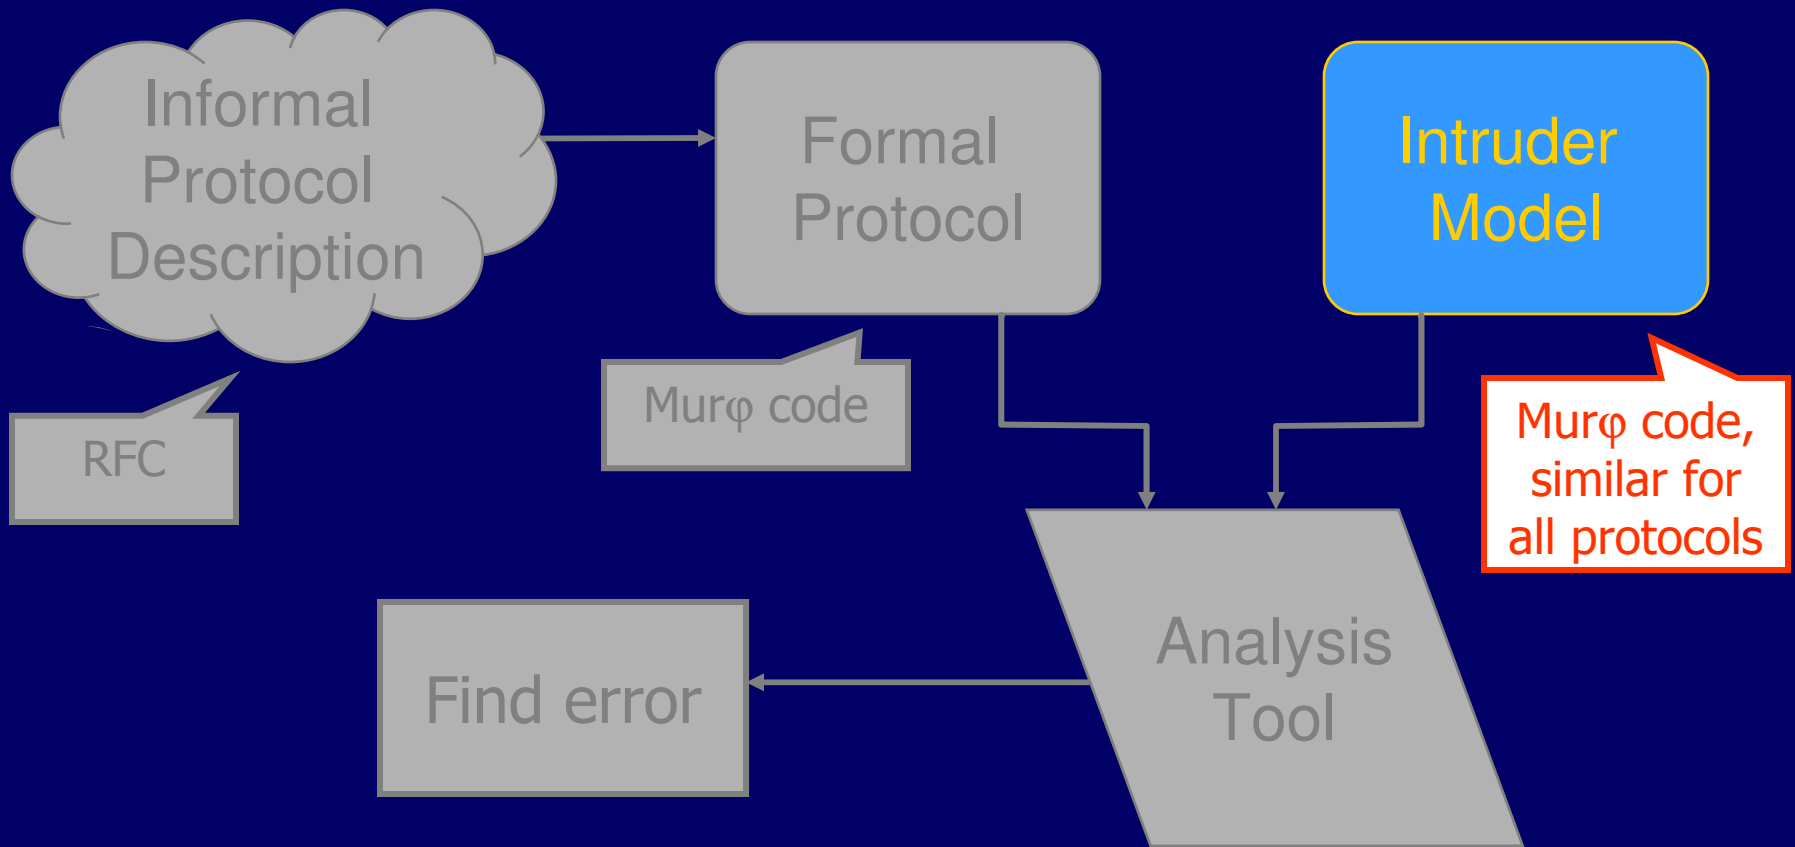 Informal
Protocol
Description
Formal
Protocol
Intruder
Model
RFC
Murφ code
Murφ code,
similar for
all protocols
Find error
Analysis
Tool